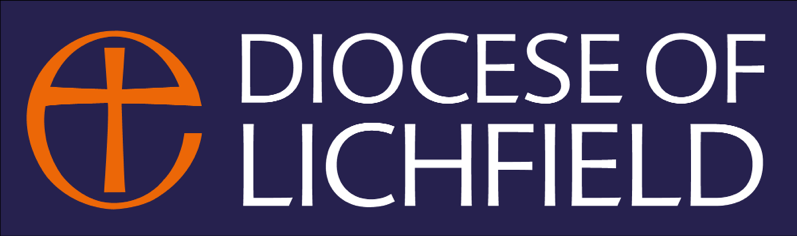 DIOCESE OF
LICHFIELD